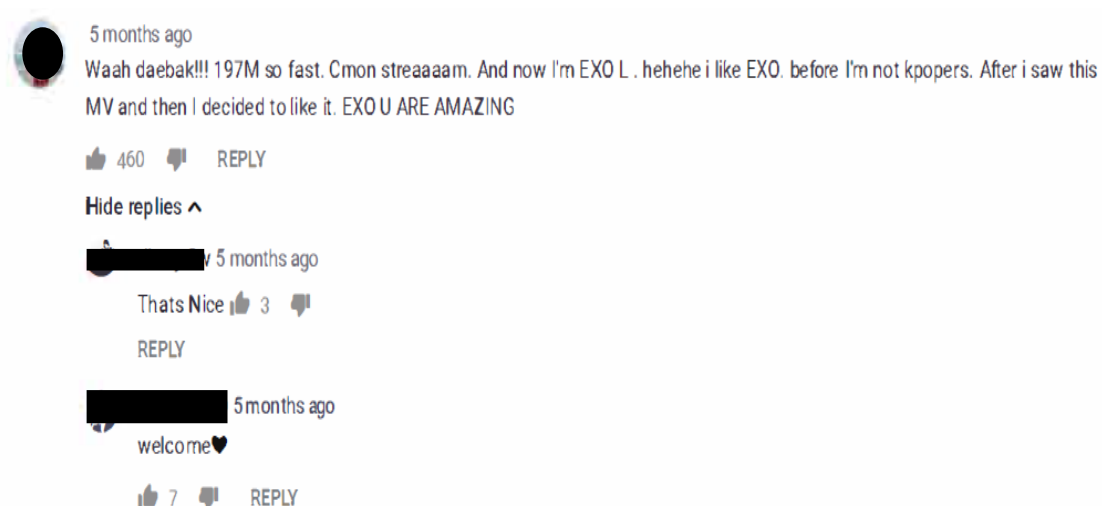 5 months ago
Waah daebak!!! 197M so fast. Cmon streaaaam. And now I'm EXO L . hehehe i like EXO. before I'm not kpopers. After i saw this
MV and then I decided to like it. EXO U ARE AMAZING
460 REPLY
Hide replies
5 months ago
Thats Nice 3
REPLY
5 months ago
welcome♥
7 REPLY